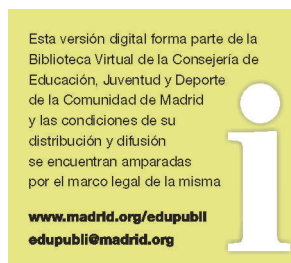 Esta versión digital forma parte de la
Biblioteca Virtual de la Consejería de
Educación, Juventud y Deporte
de la Comunidad de Madrid
y las condiciones de su
distribución y difusión
se encuentran amparadas
por el marco legal de la misma
www.madrid.org/edupubli
edupubli@madrid.org
i